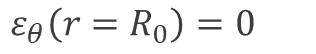 𝜀𝜃(𝑟 = 𝑅0) = 0